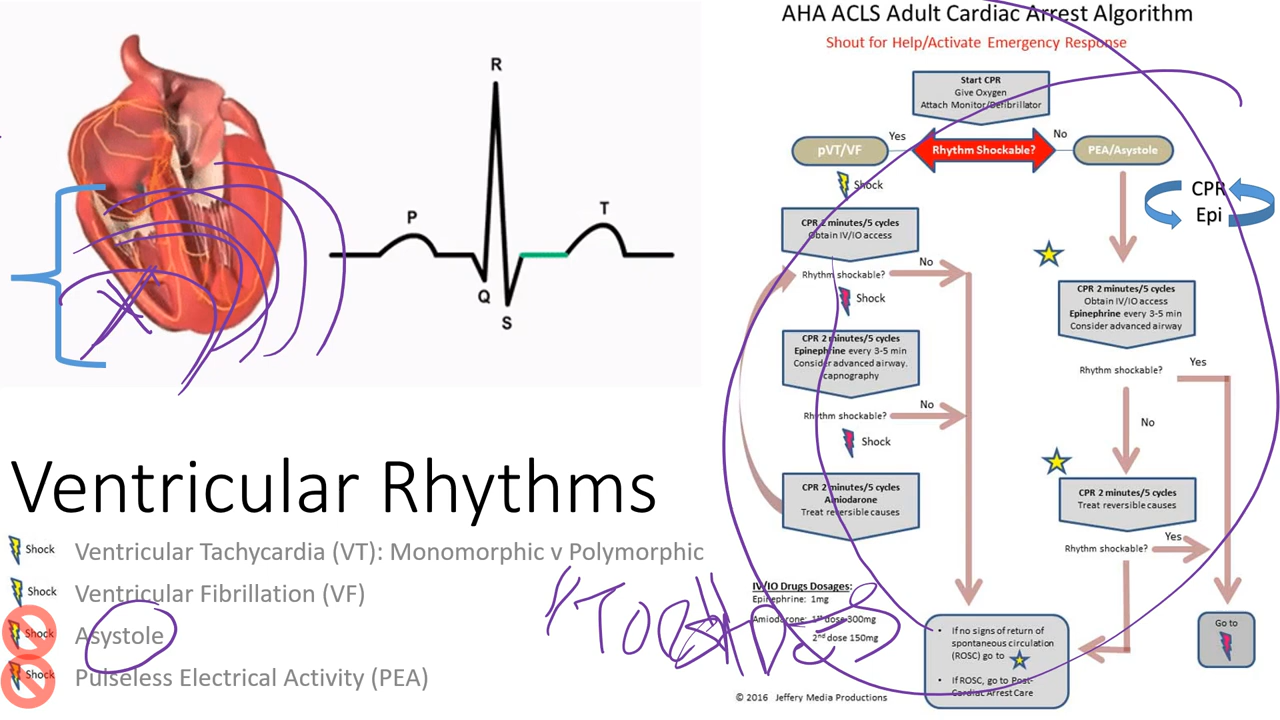 R
P
T
Q
S
Ventricular Rhythms
Shock Ventricular Tachycardia (VT): Monomorphic v Polymorphic
Shock Ventricular Fibrillation (VF)
Shock Asystole
Shock Pulseless Electrical Activity (PEA)
AHA ACLS Adult Cardiac Arrest Algorithm
Shout for Help/Activate Emergency Response
Start CPR
Give Oxygen
Attach Monitor/Defibrillator
Yes
No
pVT/VF
Rhythm Shockable?
PEA/Asystole
Shock
CPR
Epi
CPR 2 minutes/5 cycles
Obtain IV/IO access
Rhythm shockable?
No
Shock
CPR 2 minutes/5 cycles
Epinephrine every 3-5 min
Consider advanced airway.
capnography
Rhythm shockable?
No
Shock
CPR 2 minutes/5 cycles
Amiodarone
Treat reversible causes
CPR 2 minutes/5 cycles
Obtain IV/IO access
Epinephrine every 3-5 min
Consider advanced airway
Rhythm shockable?
Yes
No
CPR 2 minutes/5 cycles
Treat reversible causes
Rhythm shockable?
Yes
IV/IO Drugs Dosages:
Epinephrine: 1mg
Amiodarone: 1st dose 300mg
2nd dose 150mg
• If no signs of return of
spontaneous circulation
(ROSC) go to
• If ROSC, go to Post-
Cardiac Arrest Care
Go to
© 2016 Jeffery Media Productions